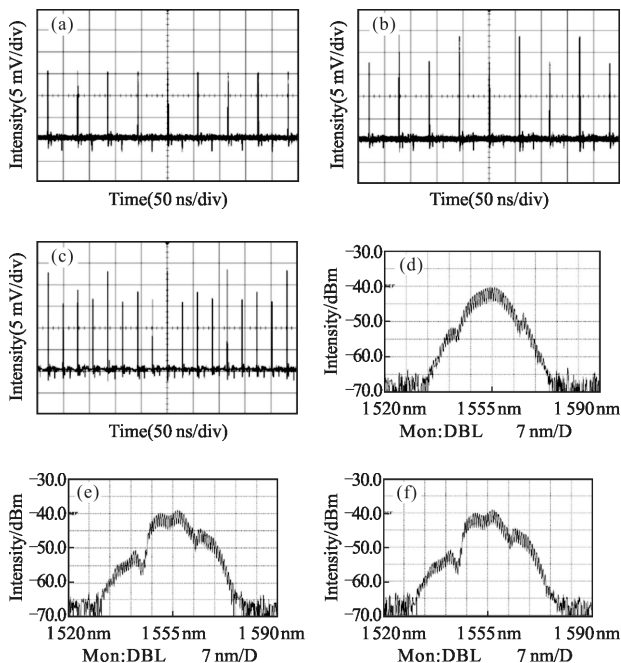 (a)
Intensity(5 mV/div)
Time(50 ns/div)
(b)
Intensity(5 mV/div)
Time(50 ns/div)
(c)
Intensity(5 mV/div)
Time(50 ns/div)
(d)
Intensity/dBm
-30.0
-40.0
-50.0
-60.0
-70.0
1 520 nm 1 555 nm 1 590 nm
Mon:DBL 7 nm/D
(e)
Intensity/dBm
-30.0
-40.0
-50.0
-60.0
-70.0
1 520 nm 1 555 nm 1 590 nm
Mon:DBL 7 nm/D
(f)
Intensity/dBm
-30.0
-40.0
-50.0
-60.0
-70.0
1 520 nm 1 555 nm 1 590 nm
Mon:DBL 7 nm/D